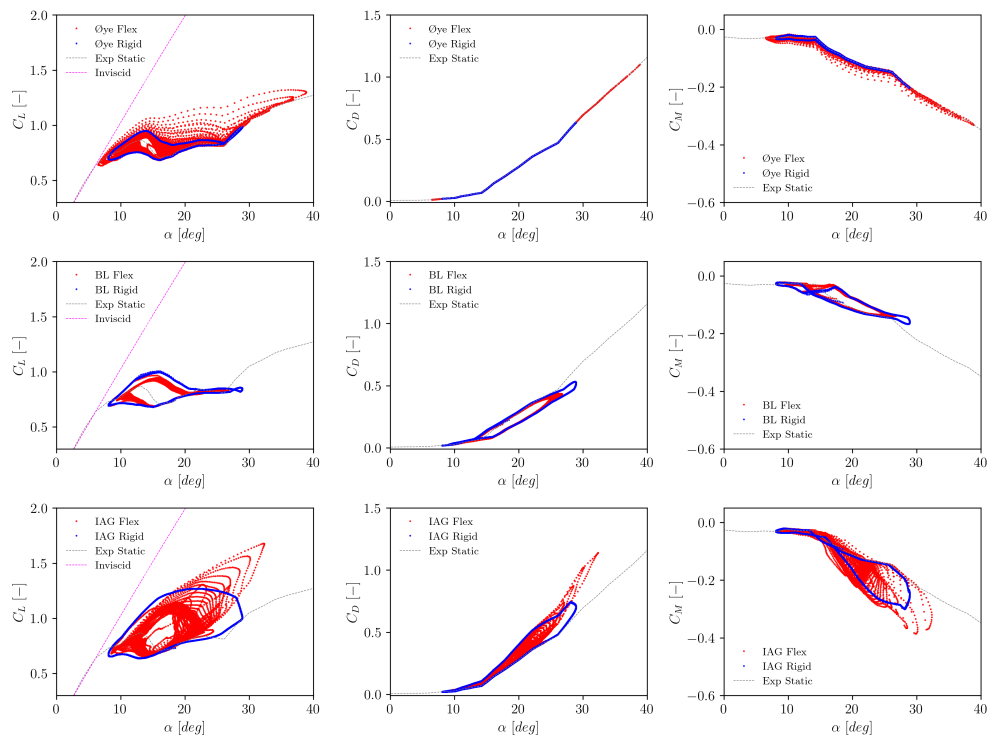 2.0
1.5
1.0
0.5
0
10
20
30
40
C_L [−]
α [deg]
Øye Flex
Øye Rigid
Exp Static
Inviscid
1.5
1.0
0.5
0.0
0
10
20
30
40
C_D [−]
α [deg]
Øye Flex
Øye Rigid
Exp Static
0.0
−0.2
−0.4
−0.6
0
10
20
30
40
C_M [−]
α [deg]
Øye Flex
Øye Rigid
Exp Static
2.0
1.5
1.0
0.5
0
10
20
30
40
C_L [−]
α [deg]
BL Flex
BL Rigid
Exp Static
Inviscid
1.5
1.0
0.5
0.0
0
10
20
30
40
C_D [−]
α [deg]
BL Flex
BL Rigid
Exp Static
0.0
−0.2
−0.4
−0.6
0
10
20
30
40
C_M [−]
α [deg]
BL Flex
BL Rigid
Exp Static
2.0
1.5
1.0
0.5
0
10
20
30
40
C_L [−]
α [deg]
IAG Flex
IAG Rigid
Exp Static
Inviscid
1.5
1.0
0.5
0.0
0
10
20
30
40
C_D [−]
α [deg]
IAG Flex
IAG Rigid
Exp Static
0.0
−0.2
−0.4
−0.6
0
10
20
30
40
C_M [−]
α [deg]
IAG Flex
IAG Rigid
Exp Static